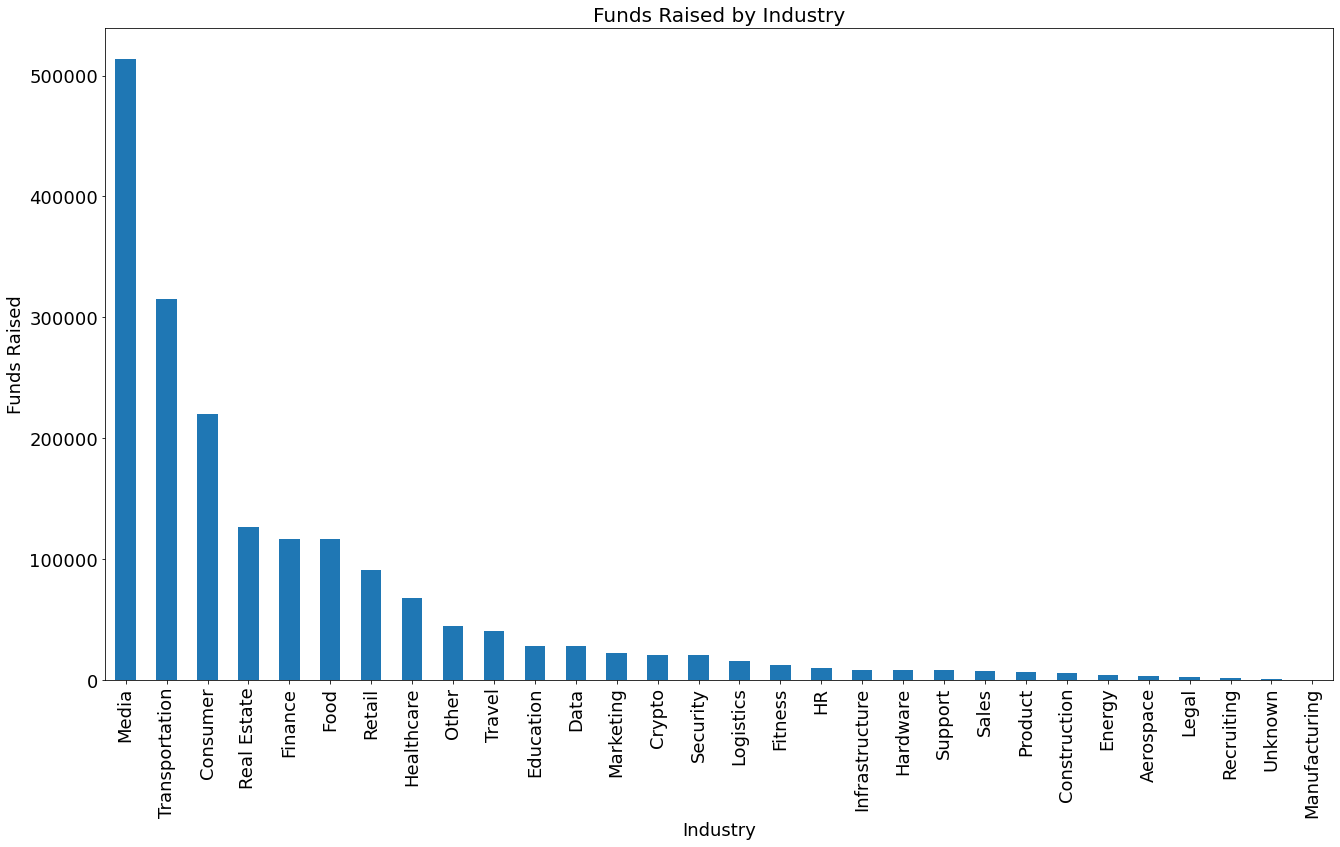 Funds Raised by Industry
Funds Raised
500000
400000
300000
200000
100000
0
Media
Transportation
Consumer
Real Estate
Finance
Food
Retail
Healthcare
Other
Travel
Education
Data
Marketing
Crypto
Security
Logistics
Fitness
HR
Infrastructure
Hardware
Support
Sales
Product
Construction
Energy
Aerospace
Legal
Recruiting
Unknown
Manufacturing
Industry